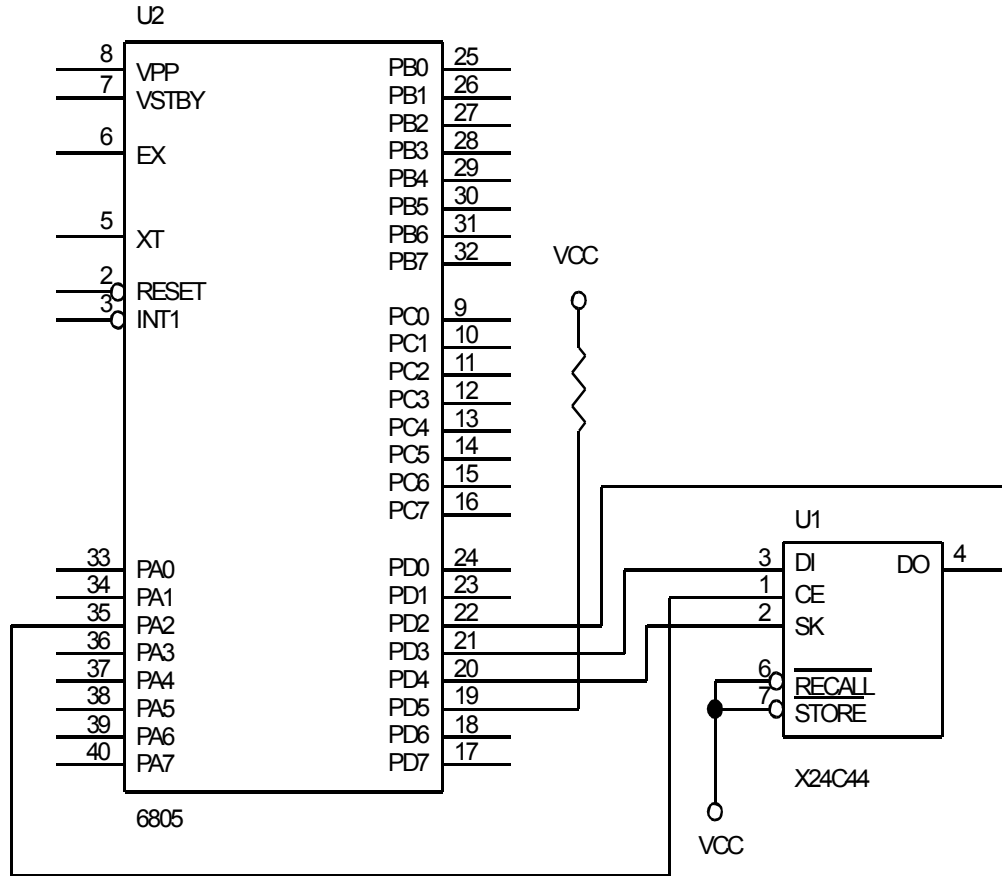 U2
8 VPP PB0 25
7 VSTBY PB1 26
PB2 27
6 EX PB3 28
PB4 29
PB5 30
5 XT PB6 31
PB7 32
VCC
2 RESET
3 INT1 PC0 9
PC1 10
PC2 11
PC3 12
PC4 13
PC5 14
PC6 15
PC7 16
U1
33 PA0 PD0 24
34 PA1 PD1 23
35 PA2 PD2 22
36 PA3 PD3 21
37 PA4 PD4 20
38 PA5 PD5 19
39 PA6 PD6 18
40 PA7 PD7 17
3 DI DO 4
1 CE
2 SK
6 RECALL
7 STORE
X24C44
6805
VCC